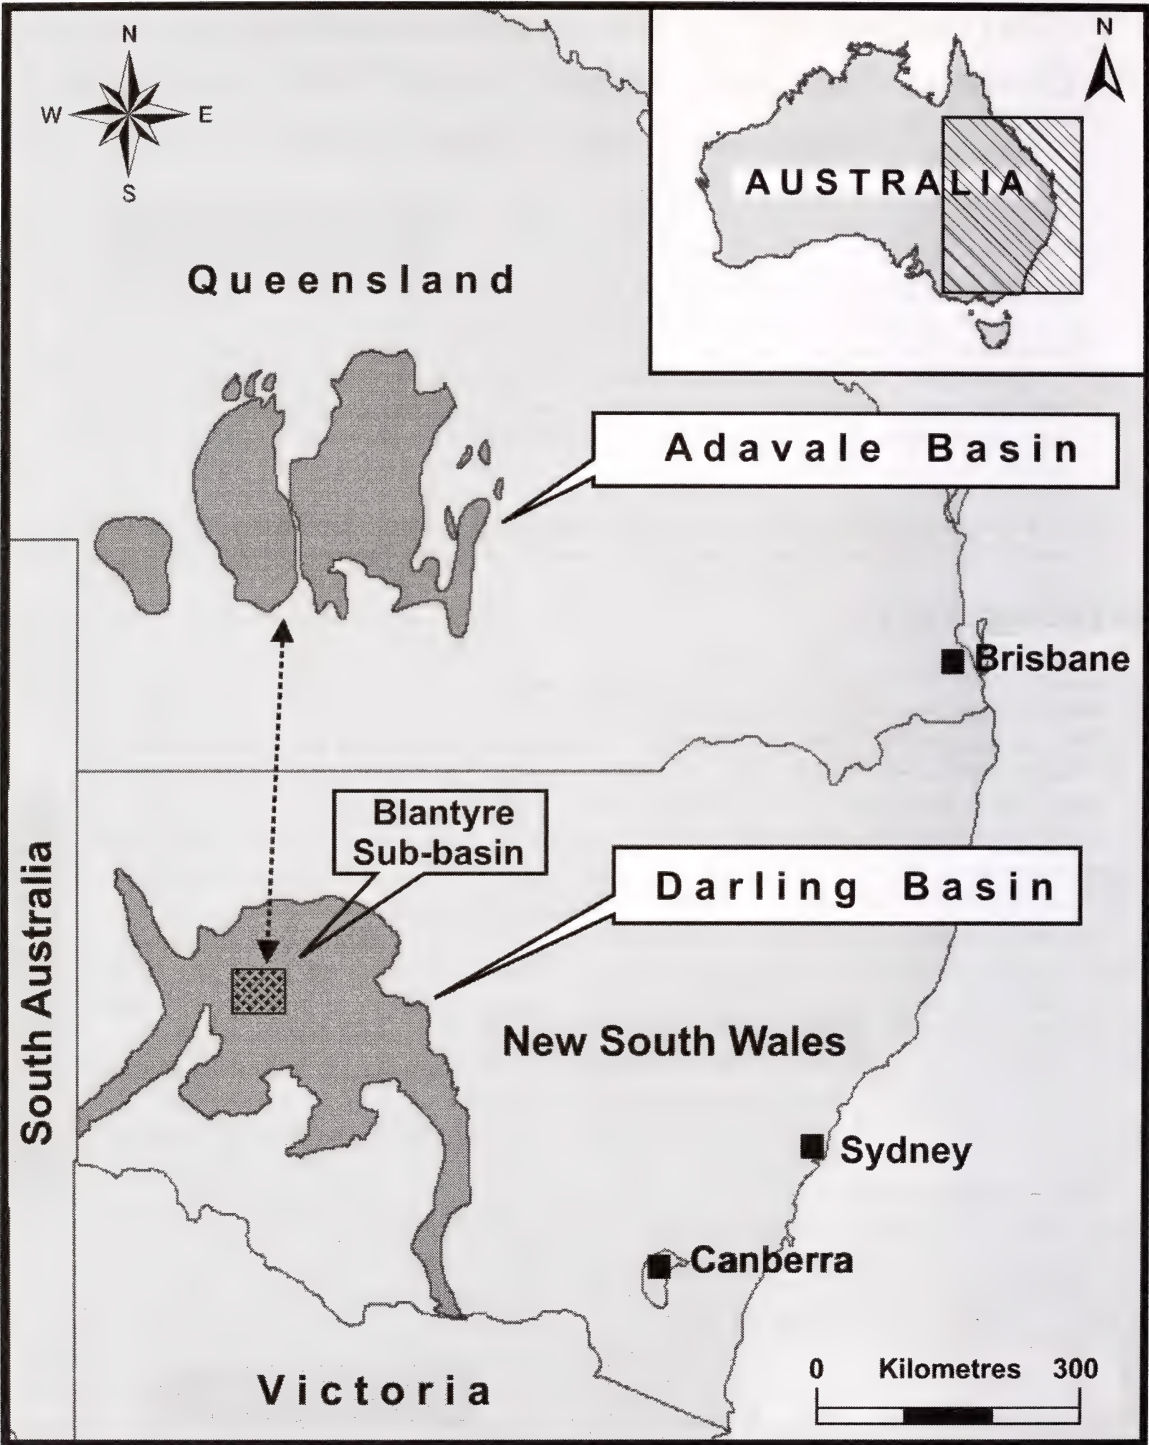 N
W E
S
N
AUSTRALIA
Queensland
Adavale Basin
Brisbane
Blantyre
Sub-basin
Darling Basin
South Australia
New South Wales
Sydney
Canberra
Victoria
0 Kilometres 300